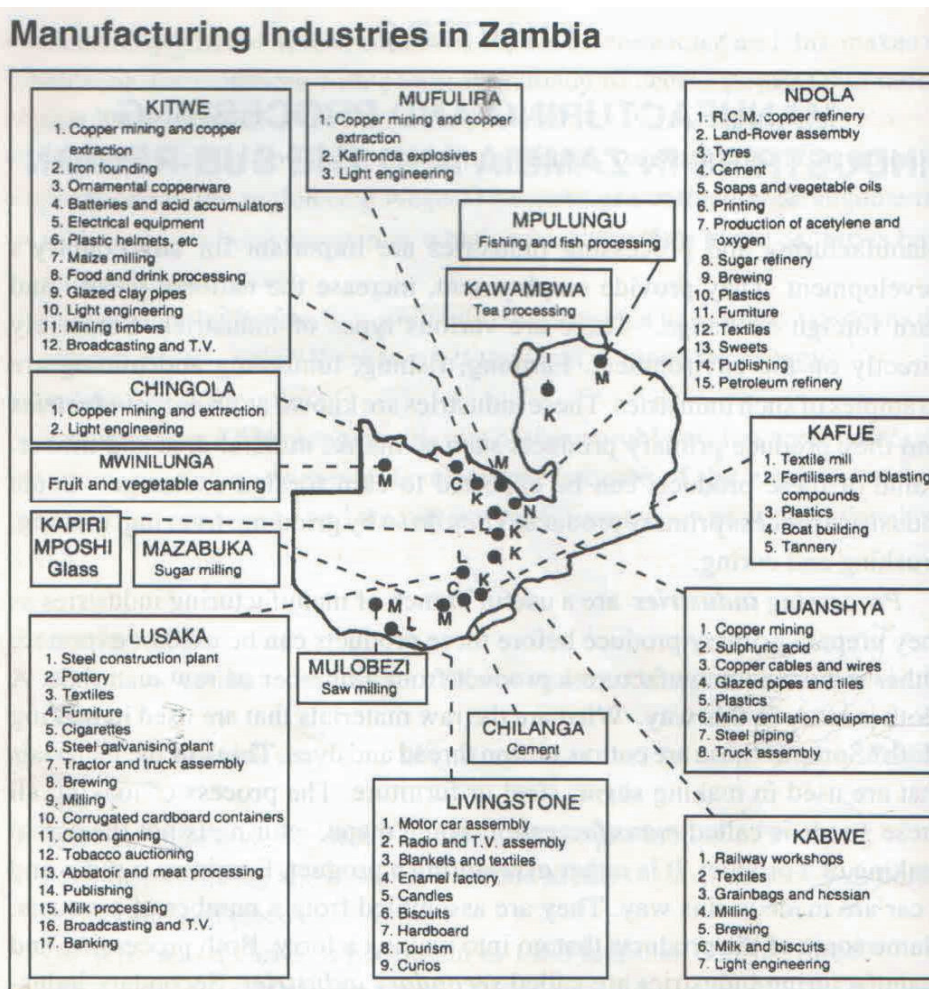 Manufacturing Industries in Zambia
KITWE
1. Copper mining and copper
extraction
2. Iron founding
3. Ornamental copperware
4. Batteries and acid accumulators
5. Electrical equipment
6. Plastic helmets, etc
7. Maize milling
8. Food and drink processing
9. Glazed clay pipes
10. Light engineering
11. Mining timbers
12. Broadcasting and T.V.
MUFULIRA
1. Copper mining and copper
extraction
2. Kafironda explosives
3. Light engineering
NDOLA
1. R.C.M. copper refinery
2. Land-Rover assembly
3. Tyres
4. Cement
5. Soaps and vegetable oils
6. Printing
7. Production of acetylene and
oxygen
8. Sugar refinery
9. Brewing
10. Plastics
11. Furniture
12. Textiles
13. Sweets
14. Publishing
15. Petroleum refinery
MPULUNGU
Fishing and fish processing
KAWAMBWA
Tea processing
CHINGOLA
1. Copper mining and extrection
2. Light engineering
MWINILUNGA
Fruit and vegetable canning
KAPIRI
MPOSHI
Glass
MAZABUKA
Sugar milling
KAFUE
1. Textile mill
2. Fertilisers and blasting
compounds
3. Plastics
4. Boat building
5. Tannery
K
M
M
M
C
K
L
N
K
L
K
L
K
C
M
M
L
LUSAKA
1. Steel construction plant
2. Pottery
3. Textiles
4. Furniture
5. Cigarettes
6. Steel galvanising plant
7. Tractor and truck assembly
8. Brewing
9. Milling
10. Corrugated cardboard containers
11. Cotton ginning
12. Tobacco auctioning
13. Abbatoir and meat processing
14. Publishing
15. Milk processing
16. Broadcasting and T.V.
17. Banking
MULOBEZI
Saw milling
CHILANGA
Cement
LUANSHYA
1. Copper mining
2. Sulphuric acid
3. Copper cables and wires
4. Glazed pipes and tiles
5. Plastics
6. Mine ventilation equipment
7. Steel piping
8. Truck assembly
LIVINGSTONE
1. Motor car assembly
2. Radio and T.V. assembly
3. Blankets and textiles
4. Enamel factory
5. Candles
6. Biscuits
7. Hardboard
8. Tourism
9. Curios
KABWE
1. Railway workshops
2. Textiles
3. Grainbags and hessian
4. Milling
5. Brewing
6. Milk and biscuits
7. Light engineering